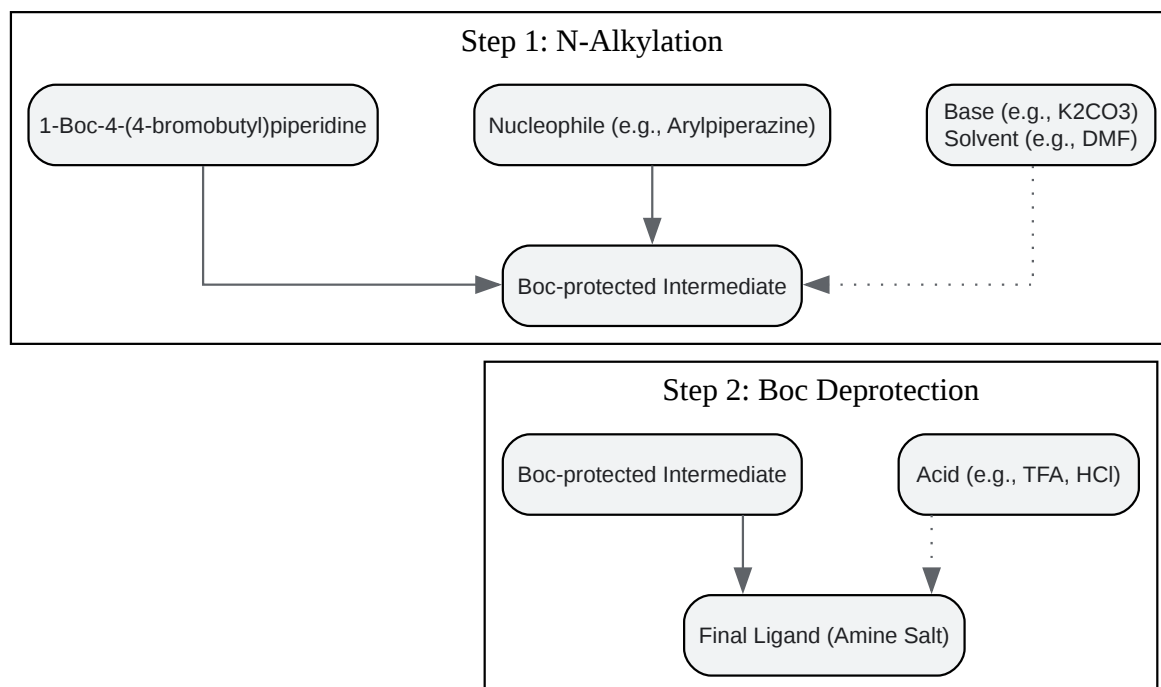 Step 1: N-Alkylation
1-Boc-4-(4-bromobutyl)piperidine
Nucleophile (e.g., Arylpiperazine)
Base (e.g., K2CO3)
Solvent (e.g., DMF)
Boc-protected Intermediate
Step 2: Boc Deprotection
Boc-protected Intermediate
Acid (e.g., TFA, HCl)
Final Ligand (Amine Salt)